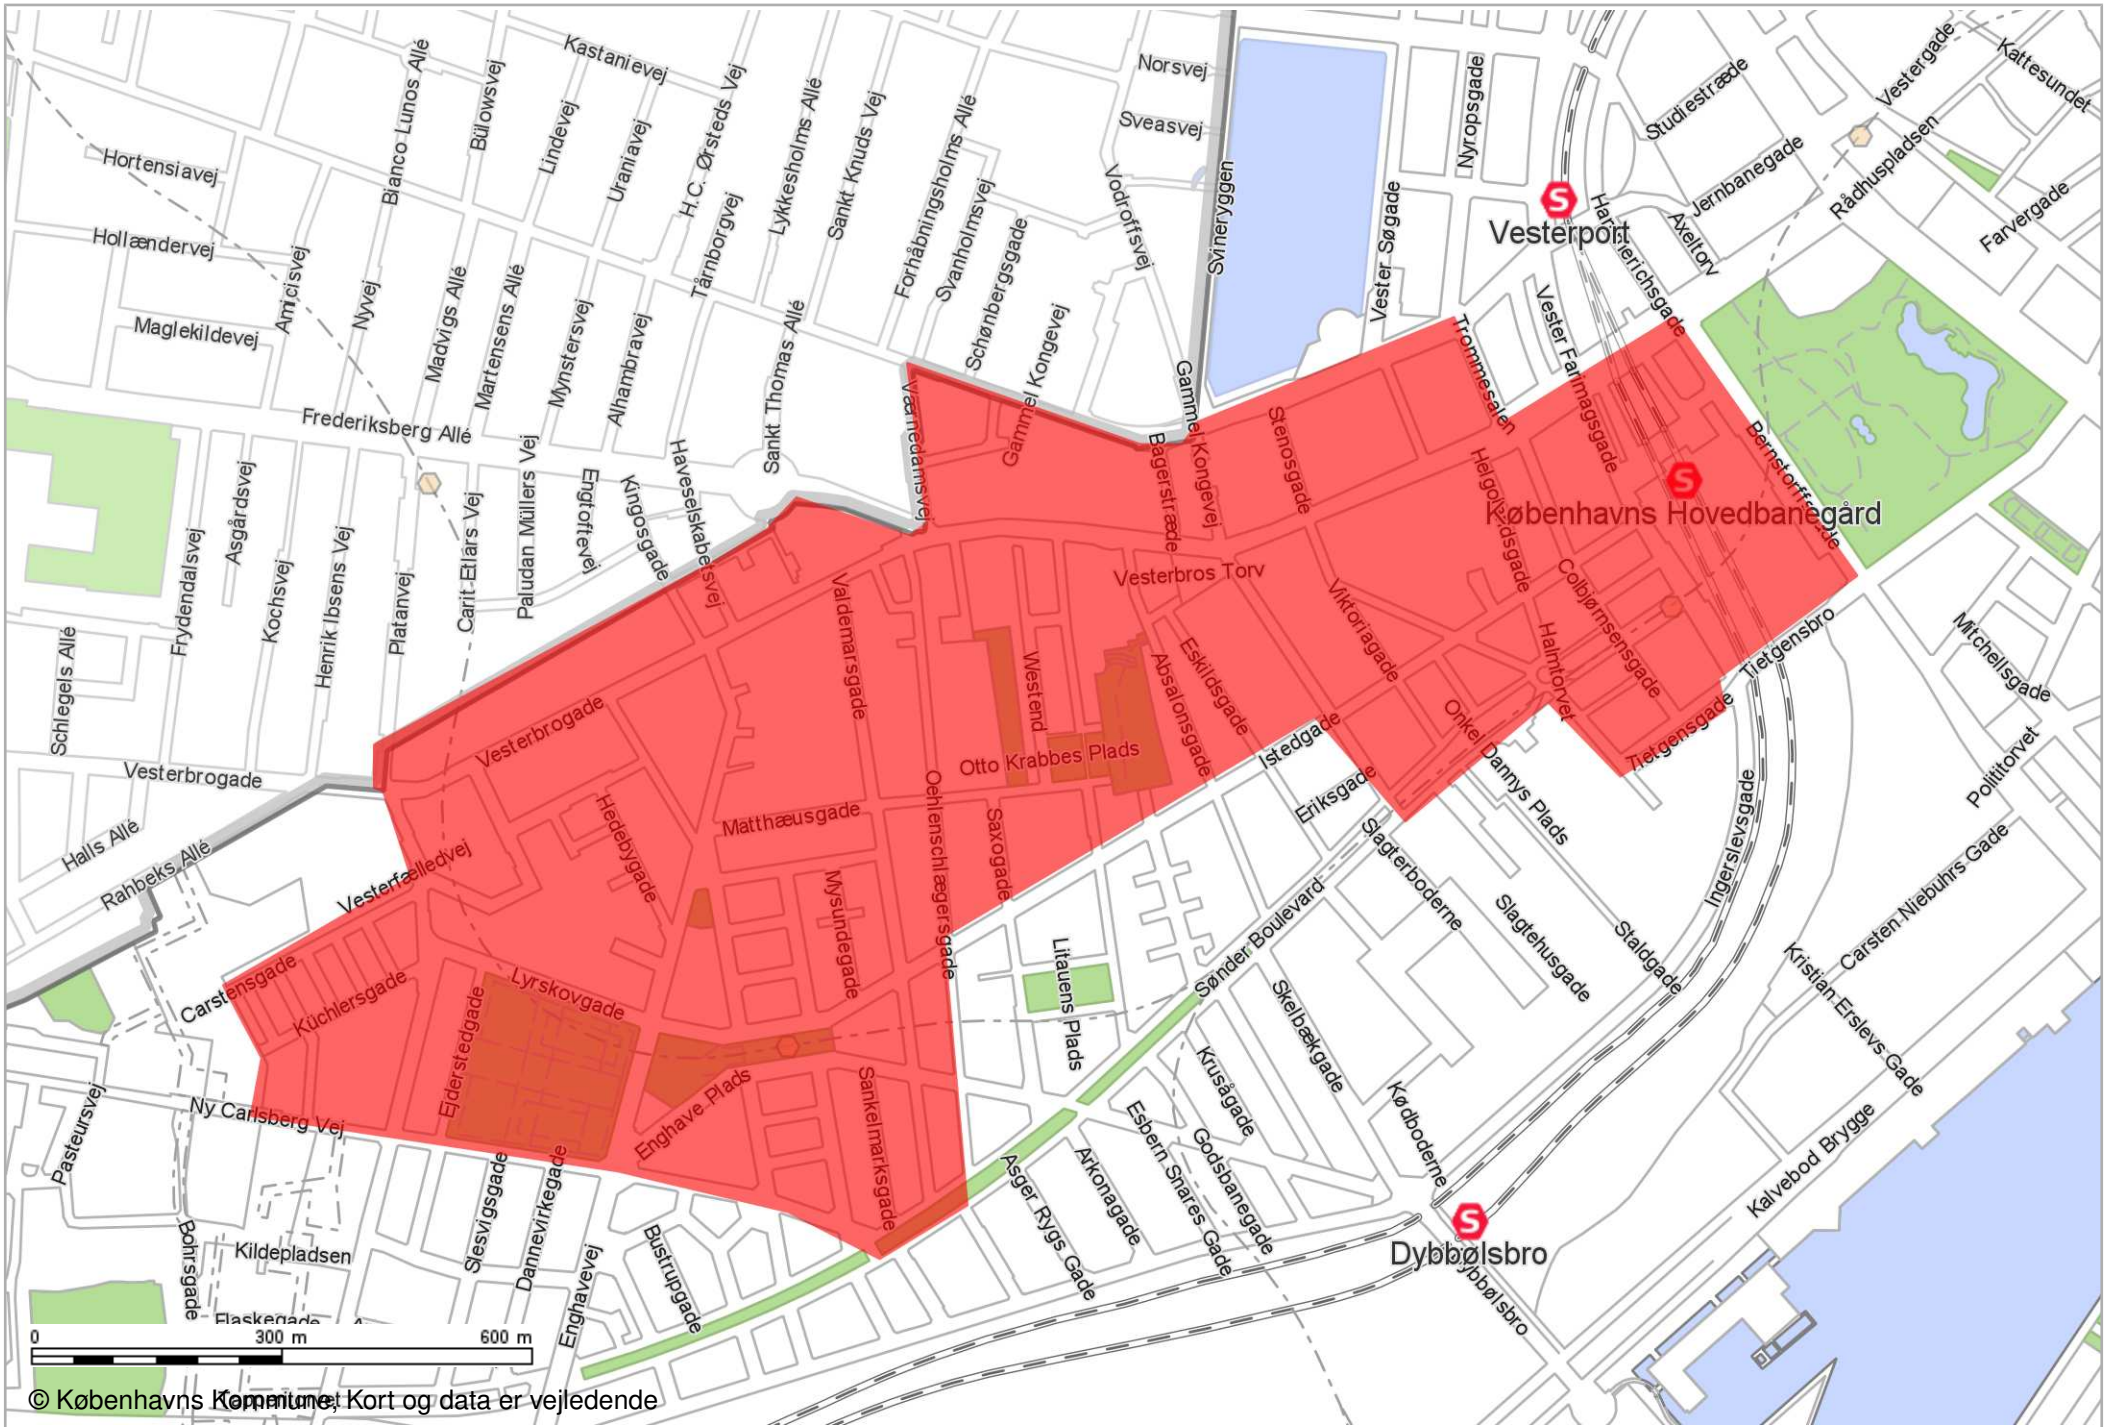 Kastanievej
Norsvej
Sveasvej
Bianco Lunos Allé
Bülowsvej
Lindevej
Uraniavej
H.C. Ørsteds Vej
Lykkesholms Allé
Sankt Knuds Vej
Forhåbningsholms Allé
Svanholmsvej
Schønbergsgade
Vodroffsvej
Svineryggen
Nyropsgade
Studiestræde
Vestergade
Kattesundet
Jernbanegade
Rådhuspladsen
Farvergade
Axeltorv
Hammerichsgade
Vesterport
Vester Søgade
Vester Farimagsgade
Trommesalen
Hortensiavej
Hollændervej
Maglekildevej
Amicisvej
Nyvej
Madvigs Allé
Martensens Allé
Mynstersvej
Alhambravej
Tårnborgvej
Sankt Thomas Allé
Gammel Kongevej
Værnedamsvej
Gammel Kongevej
Bagerstræde
Stenosgade
Helgolandsgade
Bernstorffsgade
Københavns Hovedbanegård
Frederiksberg Allé
Asgårdsvej
Frydendalsvej
Kochsvej
Henrik Ibsens Vej
Platanvej
Carit Etlars Vej
Paludan Müllers Vej
Engtoftevej
Kingosgade
Haveselskabetsvej
Schlegels Allé
Vesterbros Torv
Viktoriagade
Colbjørnsensgade
Halmtorvet
Tietgensbro
Tietgensgade
Mitchellsgade
Polititorvet
Valdemarsgade
Westend
Absalonsgade
Eskildsgade
Istedgade
Onkel Dannys Plads
Otto Krabbes Plads
Vesterbrogade
Vesterbrogade
Matthæusgade
Oehlenschlægersgade
Saxogade
Eriksgade
Hedebygade
Mysundegade
Halls Allé
Rahbeks Allé
Vesterfælledvej
Slagterboderne
Slagtehusgade
Staldgade
Ingerslevsgade
Carsten Niebuhrs Gade
Kristian Erslevs Gade
Sønder Boulevard
Litauens Plads
Skelbækgade
Carstensgade
Küchlersgade
Ejderstedgade
Lyrskovgade
Enghave Plads
Sankelmarksgade
Krusågade
Kødboderne
Kalvebod Brygge
Ny Carlsberg Vej
Pasteursvej
Bohrsgade
Kildepladsen
Slesvigsgade
Dannevirkegade
Enghavevej
Bustrupgade
Asger Rygs Gade
Arkonagade
Esbern Snares Gade
Godsbanegade
Dybbølsbro
Dybbølsbro
Flaskegade
0 300 m 600 m
© Københavns Kommune, Kort og data er vejledende